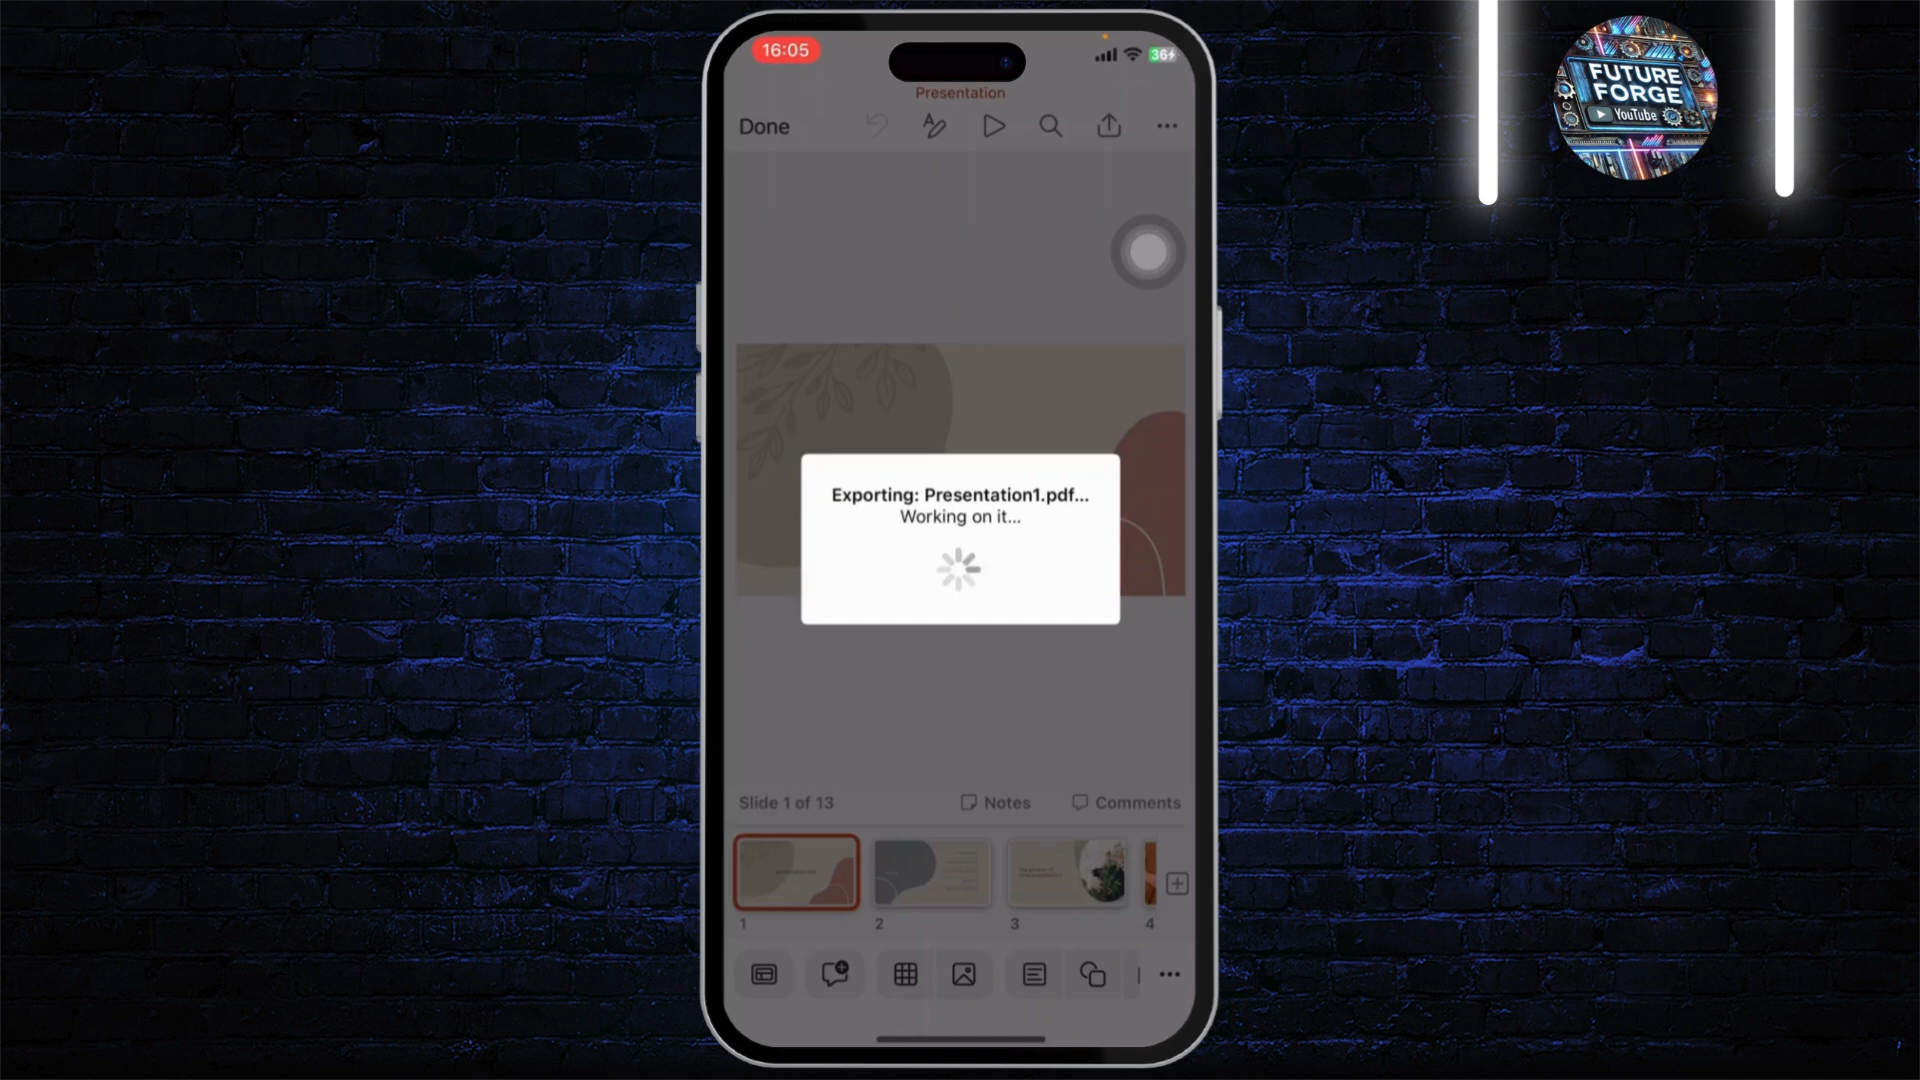 16:05
36
Presentation
Done
Exporting: Presentation1.pdf...
Working on it...
Slide 1 of 13
Notes
Comments
1
2
3
4
FUTURE
FORGE
YouTube